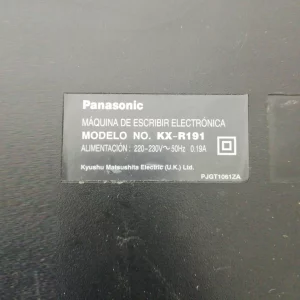 Panasonic
MÁQUINA DE ESCRIBIR ELECTRÓNICA
MODELO NO. KX-R191
ALIMENTACIÓN : 220-230V~50Hz 0.19A
Kyushu Matsushita Electric (U.K.) Ltd.
PJGT1061ZA